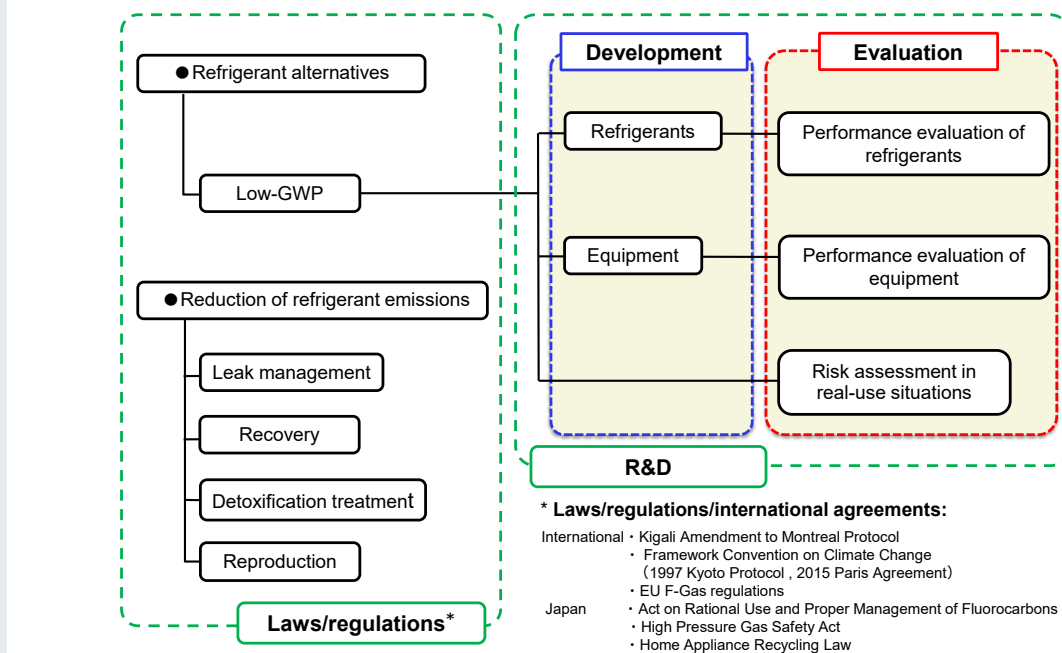 ● Refrigerant alternatives
Low-GWP
● Reduction of refrigerant emissions
Leak management
Recovery
Detoxification treatment
Reproduction
Laws/regulations*
Development
Evaluation
Refrigerants
Performance evaluation of
refrigerants
Equipment
Performance evaluation of
equipment
Risk assessment in
real-use situations
R&D
* Laws/regulations/international agreements:
International・Kigali Amendment to Montreal Protocol
・Framework Convention on Climate Change
（1997 Kyoto Protocol , 2015 Paris Agreement）
・EU F-Gas regulations
Japan ・Act on Rational Use and Proper Management of Fluorocarbons
・High Pressure Gas Safety Act
・Home Appliance Recycling Law